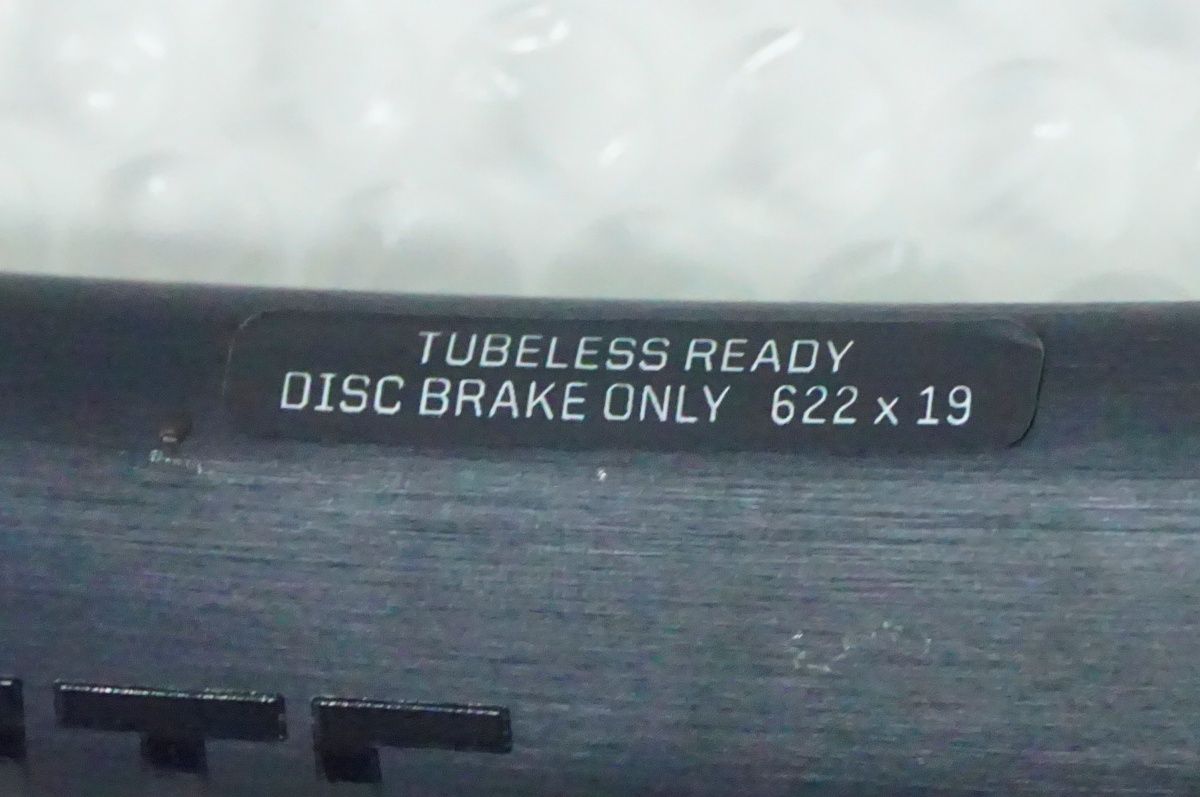 TUBELESS READY
DISC BRAKE ONLY 622 x 19